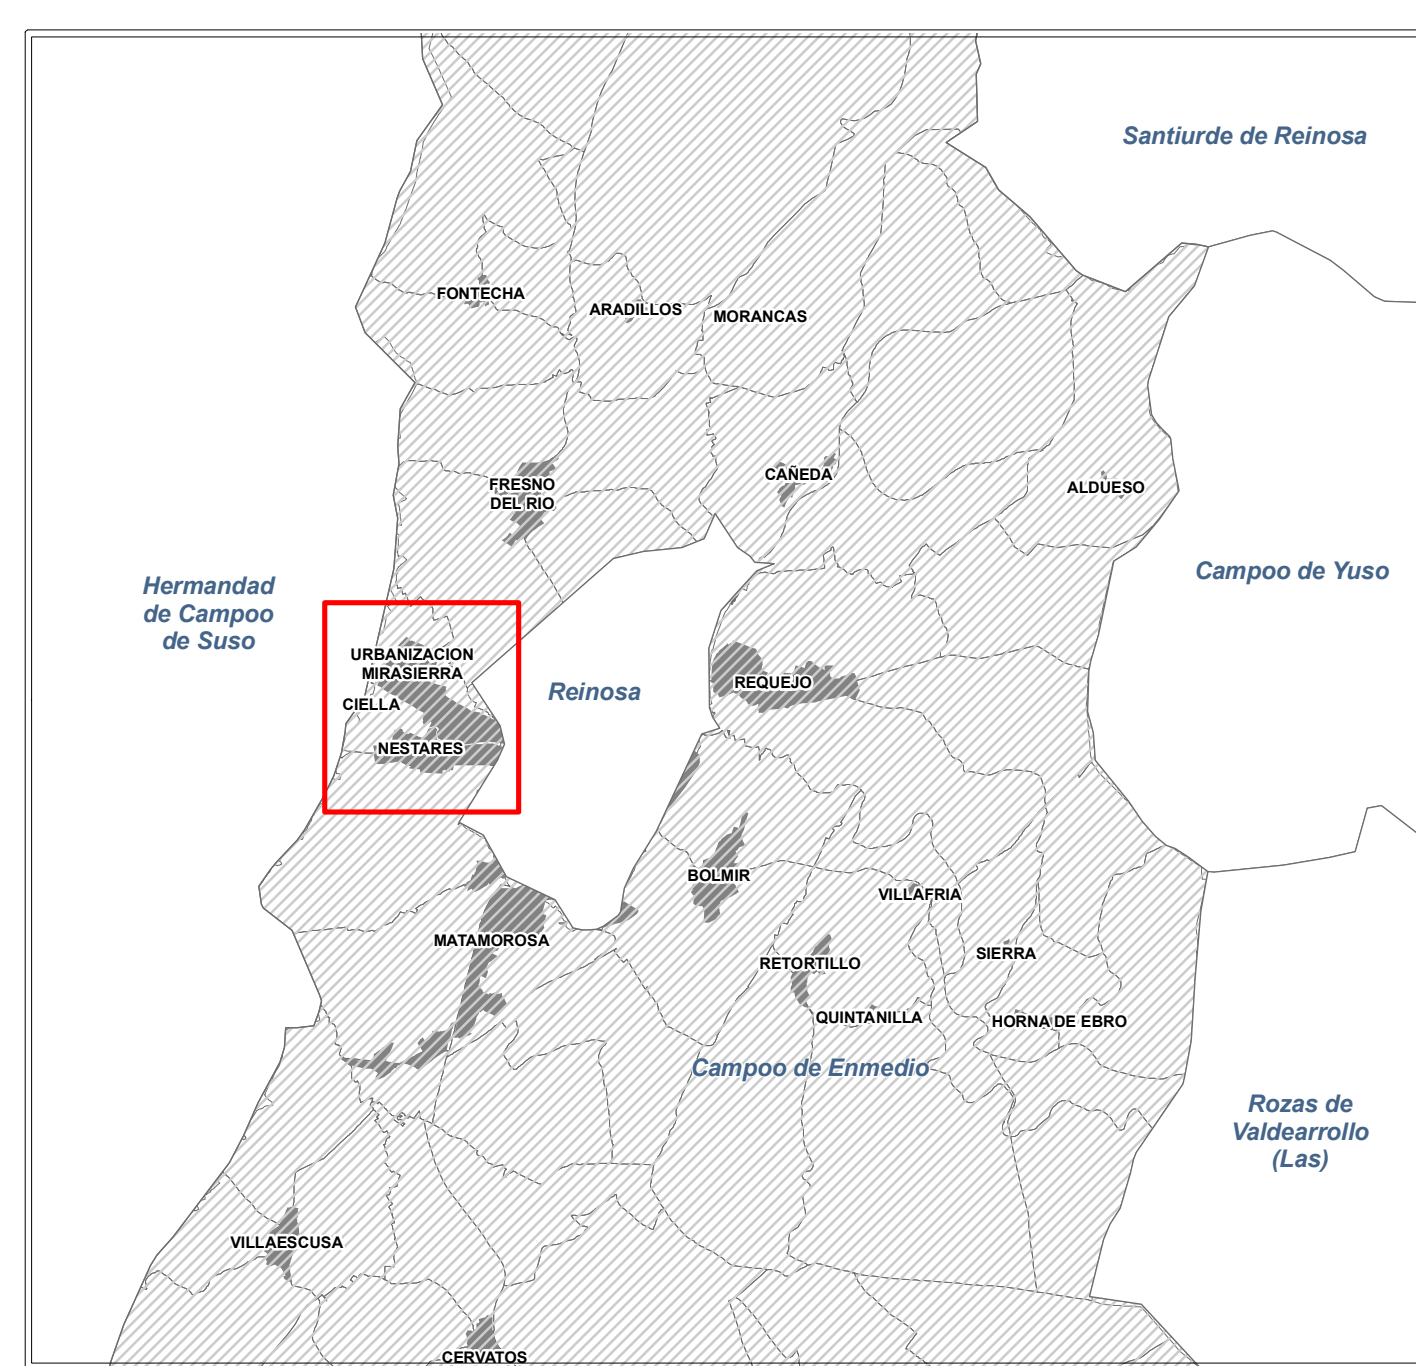 Santiurde de Reinosa
FONTECHA
ARADILLOS
MORANCAS
FRESNO
DEL RIO
CAÑEDA
ALDUESO
Hermandad
de Campoo
de Suso
Campoo de Yuso
URBANIZACION
MIRASIERRA
CIELLA
NESTARES
Reinosa
REQUEJO
BOLMIR
VILLAFRIA
MATAMOROSA
RETORTILLO
SIERRA
QUINTANILLA
HORNA DE EBRO
Campoo de Enmedio
Rozas de
Valdearrollo
(Las)
VILLAESCUSA
CERVATOS